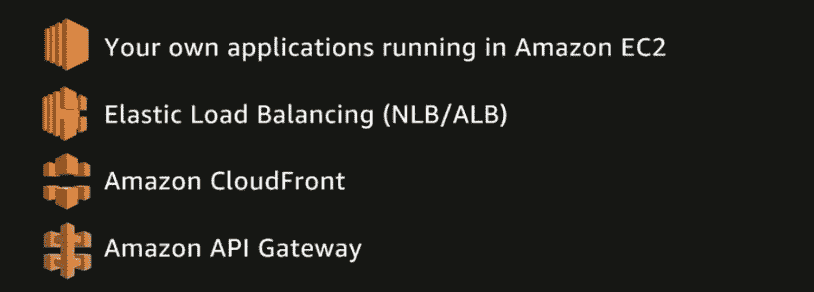 Your own applications running in Amazon EC2
Elastic Load Balancing (NLB/ALB)
Amazon CloudFront
Amazon API Gateway